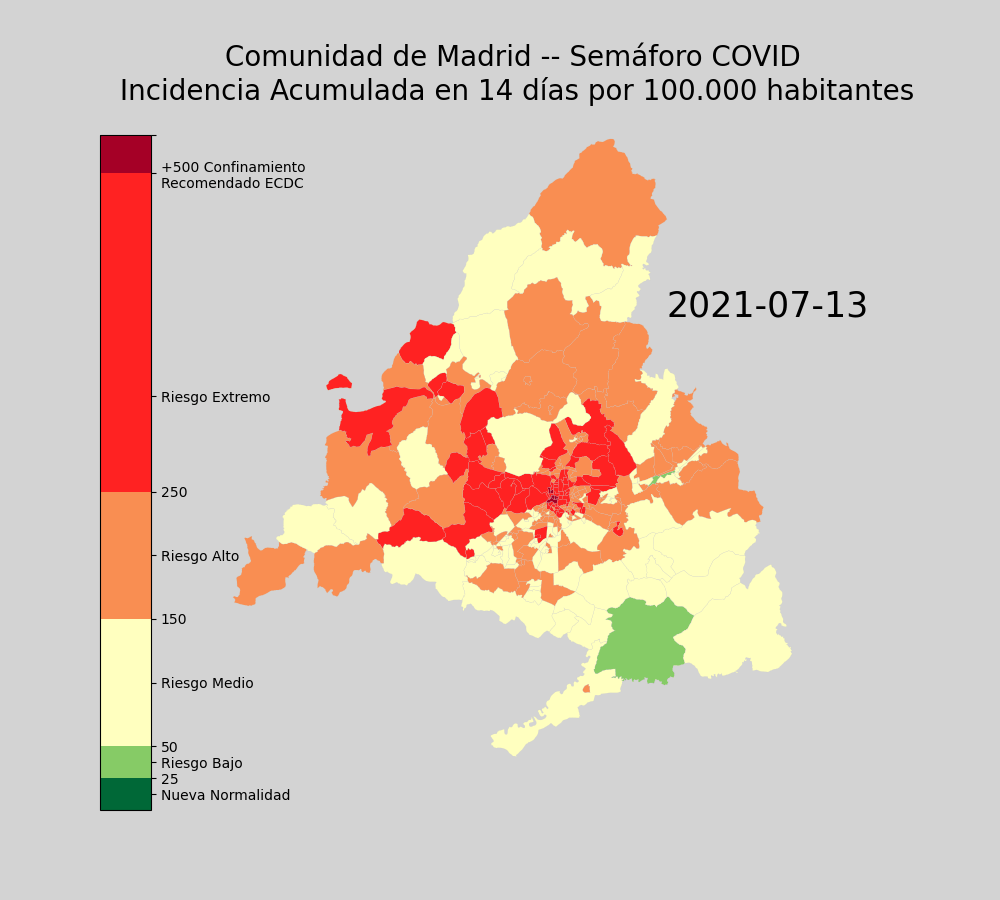 Comunidad de Madrid -- Semáforo COVID
Incidencia Acumulada en 14 días por 100.000 habitantes
+500 Confinamiento
Recomendado ECDC
2021-07-13
Riesgo Extremo
250
Riesgo Alto
150
Riesgo Medio
50
Riesgo Bajo
25
Nueva Normalidad